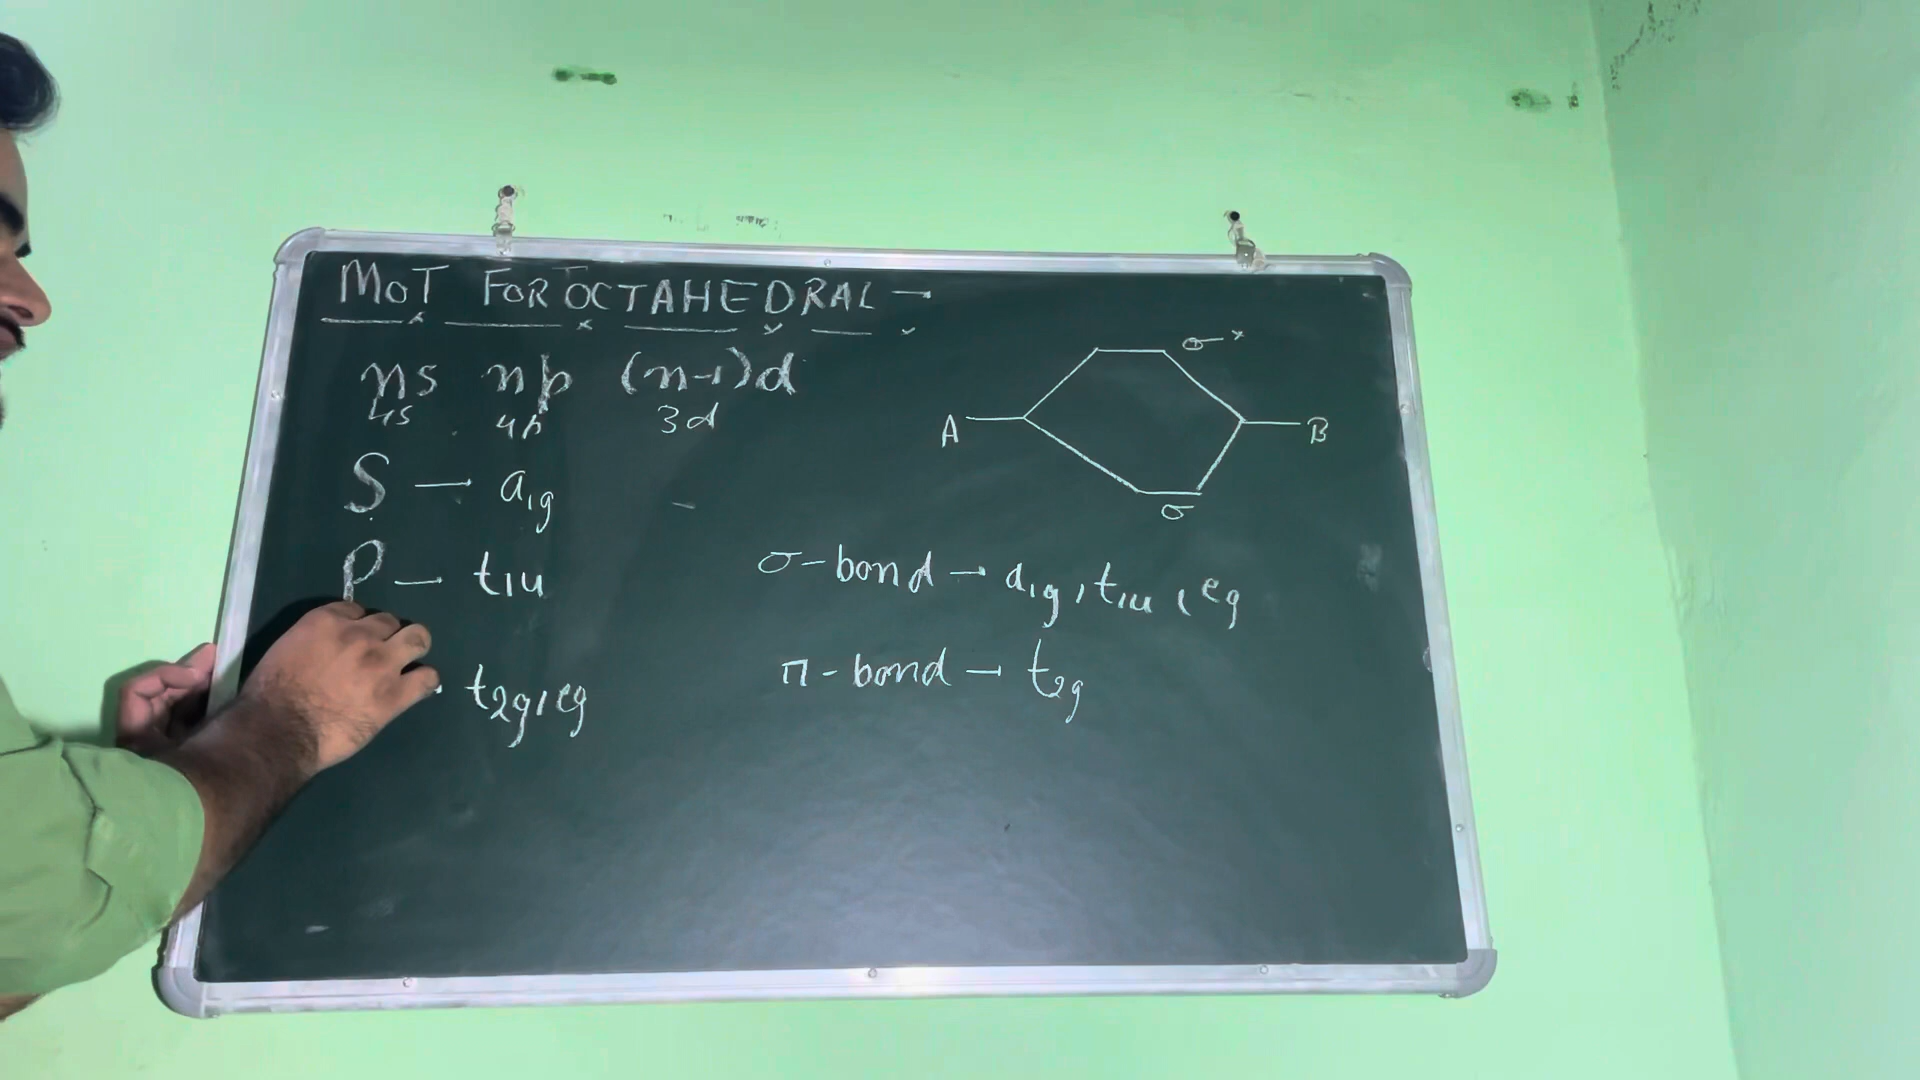 MOT FOR OCTAHEDRAL →
ns np (n-1)d
4s 4p 3d
S — a1g
P — t1u
t2g, eg
σ*
A B
σ
σ-bond → a1g, t1u, eg
π-bond → t2g